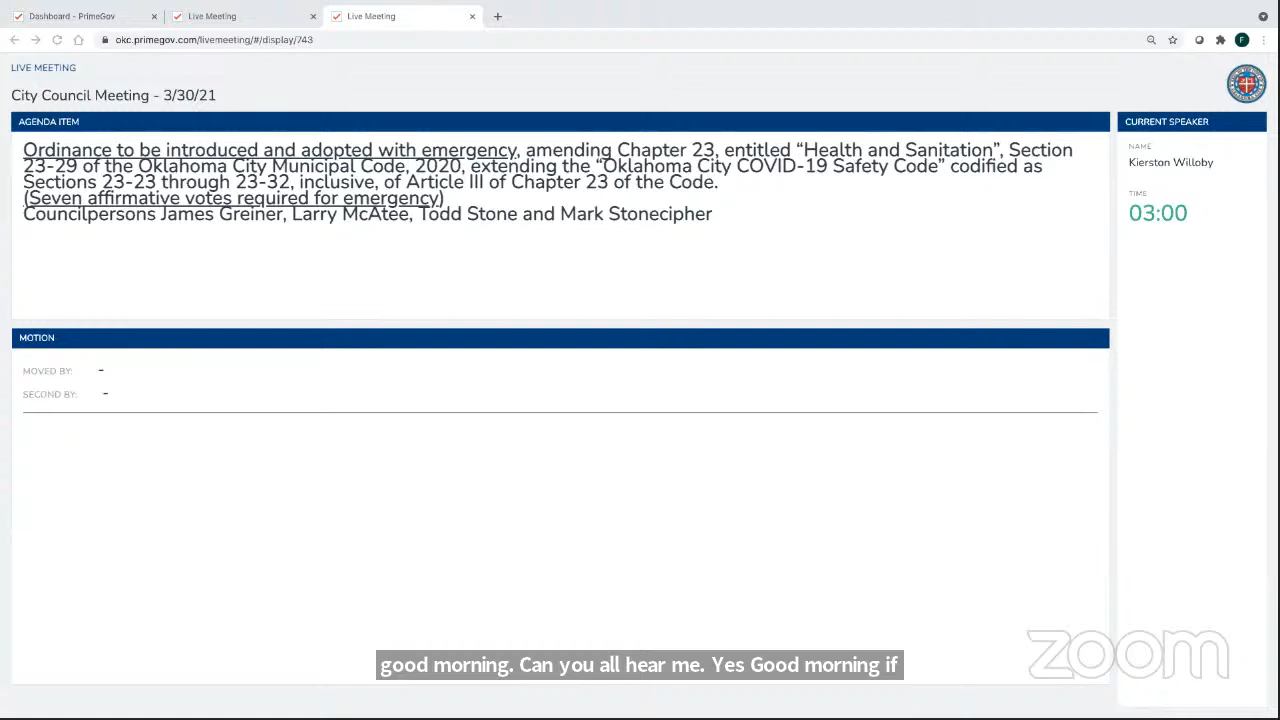 Dashboard - PrimeGov
Live Meeting
Live Meeting
okc.primegov.com/livemeeting/#/display/743
F
LIVE MEETING
City Council Meeting - 3/30/21
AGENDA ITEM
Ordinance to be introduced and adopted with emergency, amending Chapter 23, entitled “Health and Sanitation”, Section
23-29 of the Oklahoma City Municipal Code, 2020, extending the “Oklahoma City COVID-19 Safety Code” codified as
Sections 23-23 through 23-32, inclusive, of Article III of Chapter 23 of the Code.
(Seven affirmative votes required for emergency)
Councilpersons James Greiner, Larry McAtee, Todd Stone and Mark Stonecipher
CURRENT SPEAKER
NAME
Kierston Willoby
TIME
03:00
MOTION
MOVED BY: -
SECOND BY: -
good morning. Can you all hear me. Yes Good morning if
zoom